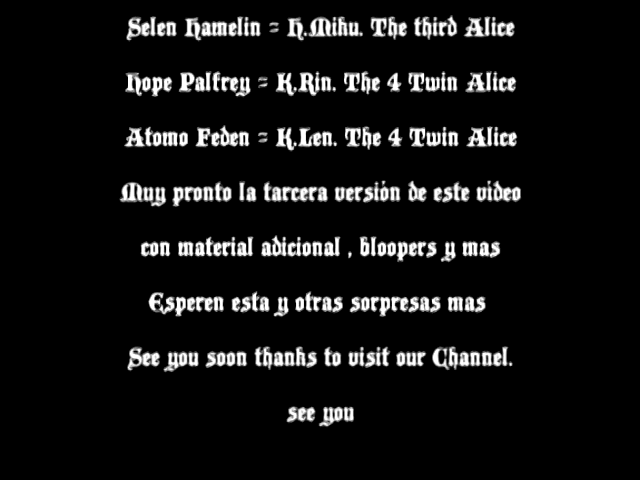 Selen Hamelin = H.Miku. The third Alice
Hope Palfrey = K.Rin. The 4 Twin Alice
Atomo Feden = K.Len. The 4 Twin Alice
Muy pronto la tarcera versión de este video
con material adicional , bloopers y mas
Esperen esta y otras sorpresas mas
See you soon thanks to visit our Channel.
see you